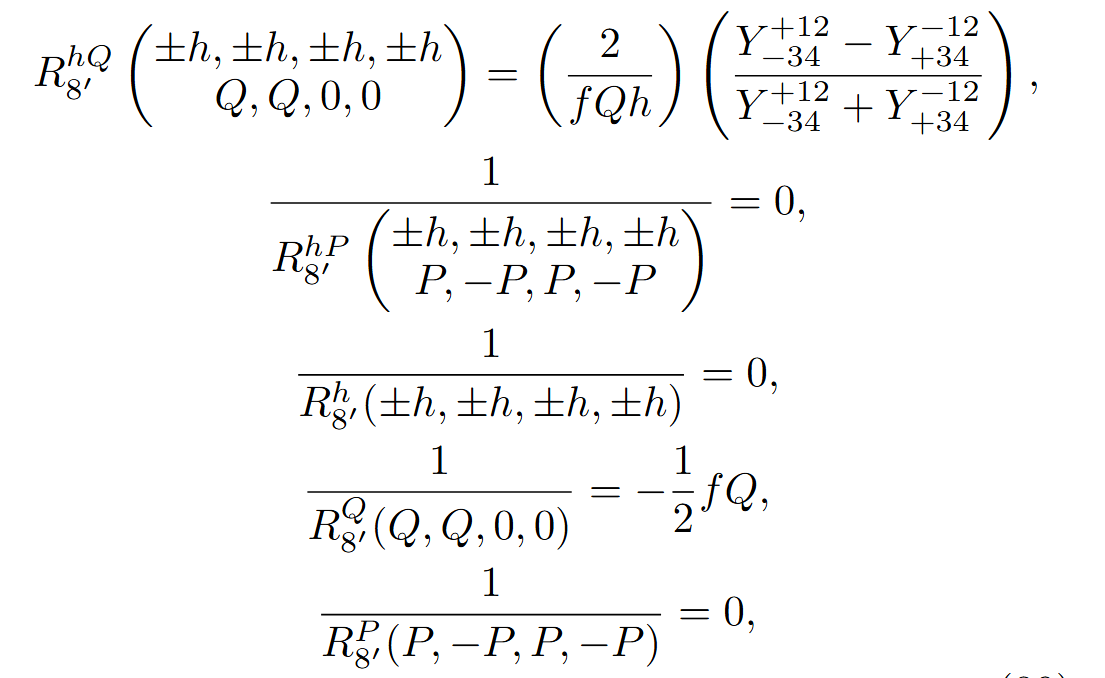 R_{8'}^{hQ} \begin{pmatrix} \pm h, \pm h, \pm h, \pm h \\ Q, Q, 0, 0 \end{pmatrix} = \left( \frac{2}{fQh} \right) \left( \frac{Y_{-34}^{+12} - Y_{+34}^{-12}}{Y_{-34}^{+12} + Y_{+34}^{-12}} \right),
\frac{1}{R_{8'}^{hP} \begin{pmatrix} \pm h, \pm h, \pm h, \pm h \\ P, -P, P, -P \end{pmatrix}} = 0,
\frac{1}{R_{8'}^{h}(\pm h, \pm h, \pm h, \pm h)} = 0,
\frac{1}{R_{8'}^{Q}(Q, Q, 0, 0)} = -\frac{1}{2} fQ,
\frac{1}{R_{8'}^{P}(P, -P, P, -P)} = 0,